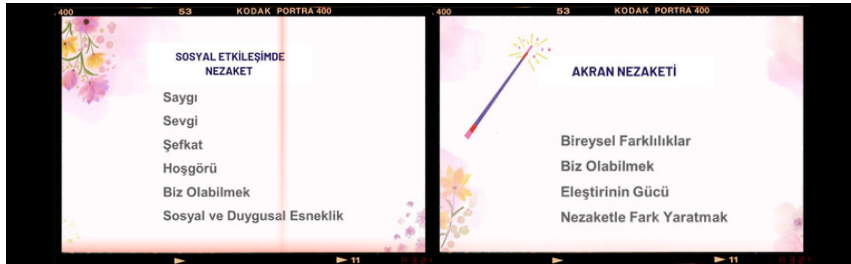 400 53 KODAK PORTRA 400
SOSYAL ETKİLEŞİMDE
NEZAKET
Saygı
Sevgi
Şefkat
Hoşgörü
Biz Olabilmek
Sosyal ve Duygusal Esneklik
11
400 53 KODAK PORTRA 400
AKRAN NEZAKETİ
Bireysel Farklılıklar
Biz Olabilmek
Eleştirinin Gücü
Nezaketle Fark Yaratmak
11